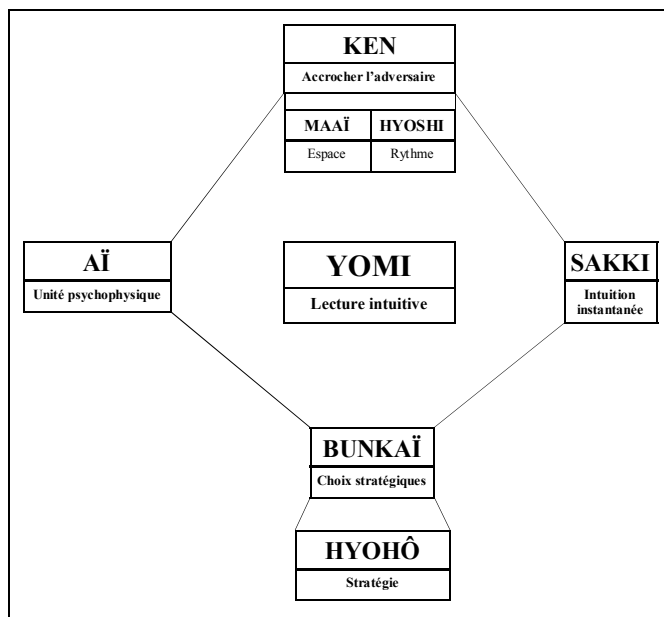 KEN
Accrocher l'adversaire
MAAÏ HYOSHI
Espace Rythme
AÏ
Unité psychophysique
YOMI
Lecture intuitive
SAKKI
Intuition
instantanée
BUNKAÏ
Choix stratégiques
HYOHÔ
Stratégie